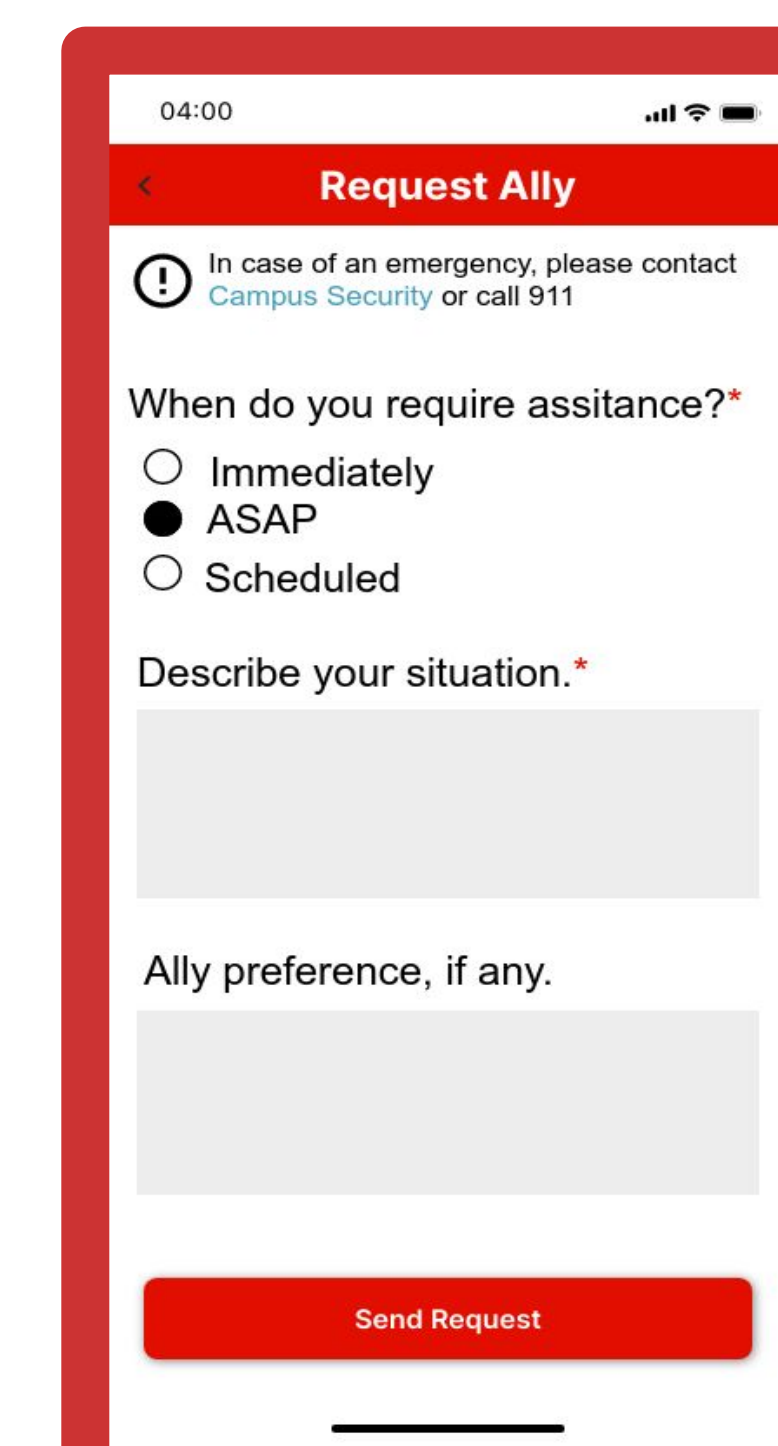 04:00
Request Ally
In case of an emergency, please contact
Campus Security or call 911
When do you require assitance?*
Immediately
ASAP
Scheduled
Describe your situation.*
Ally preference, if any.
Send Request